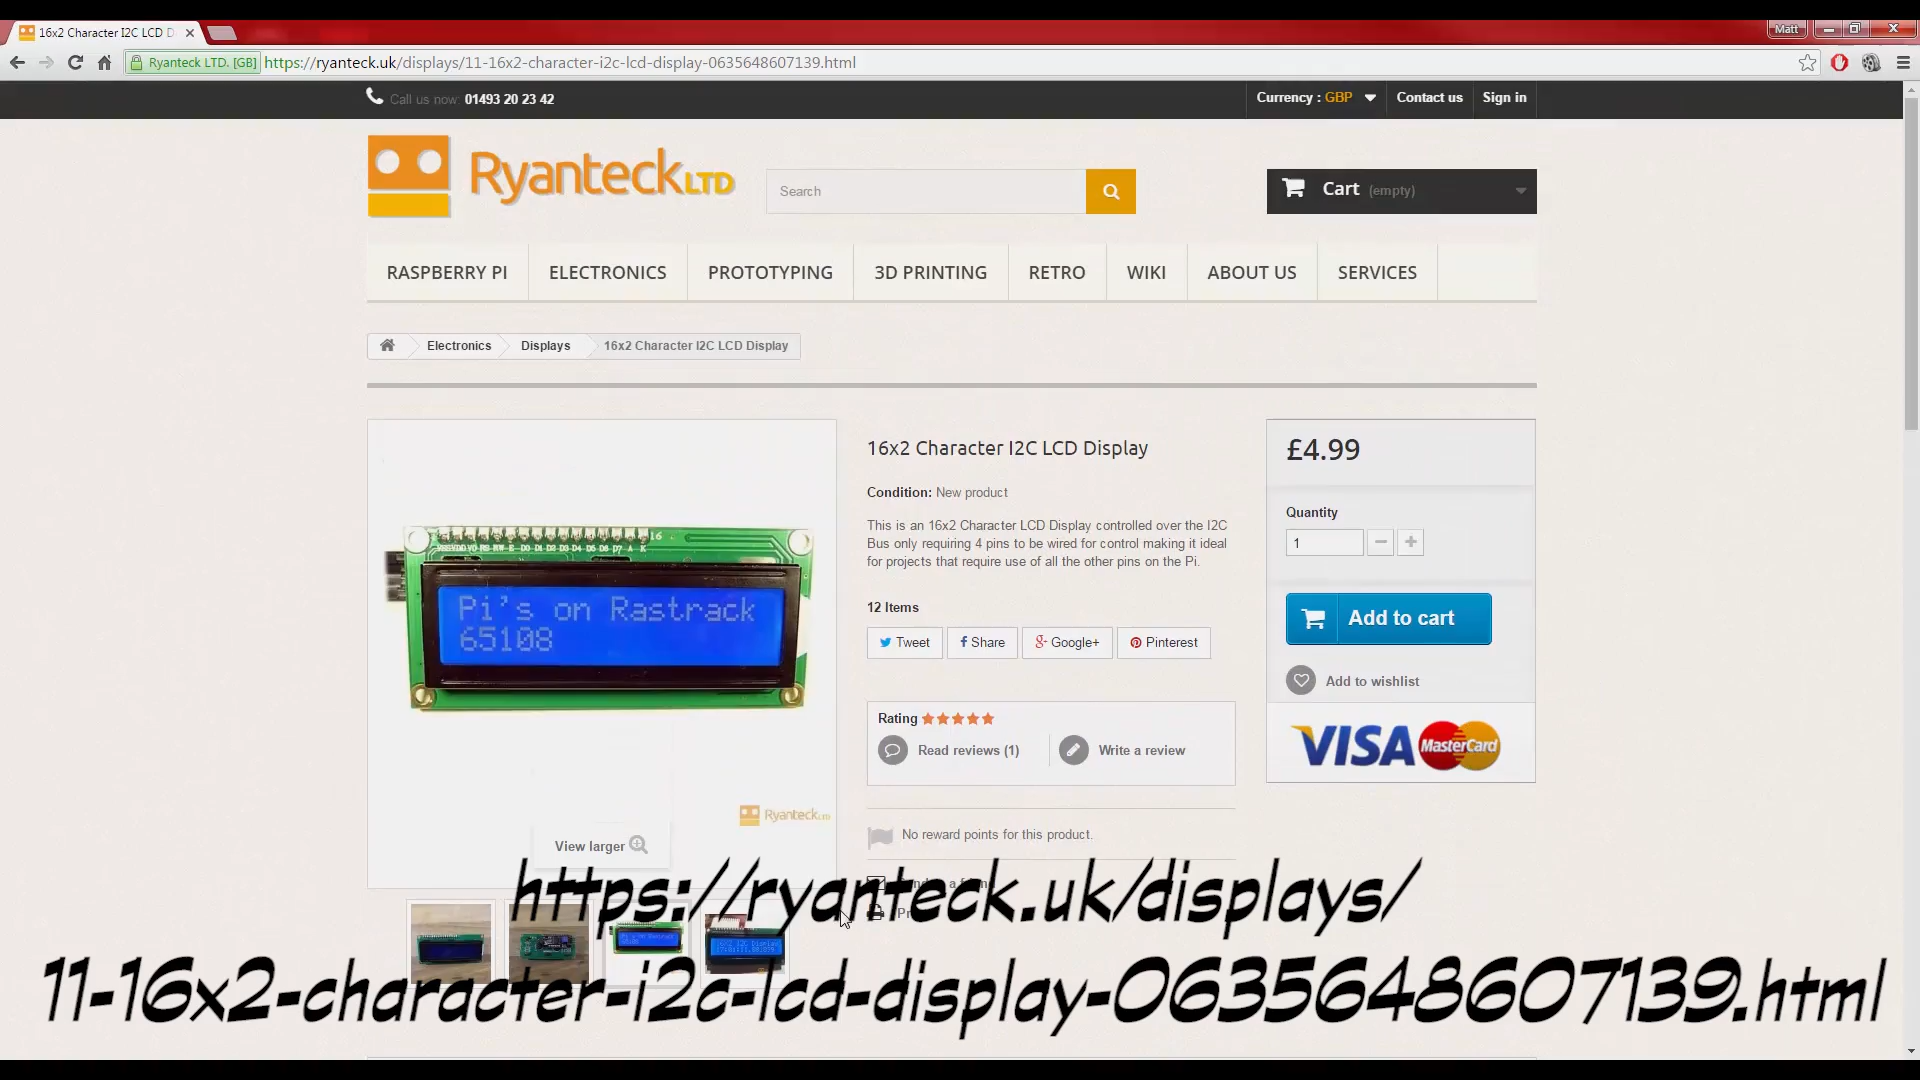 16x2 Character I2C LCD D
Matt
Ryanteck LTD. [GB] https://ryanteck.uk/displays/11-16x2-character-i2c-lcd-display-0635648607139.html
Call us now: 01493 20 23 42
Currency : GBP
Contact us
Sign in
Ryanteck LTD
Search
Cart (empty)
RASPBERRY PI
ELECTRONICS
PROTOTYPING
3D PRINTING
RETRO
WIKI
ABOUT US
SERVICES
Electronics
Displays
16x2 Character I2C LCD Display
16
Pi's on Rastrack
65108
RyanteckLTD
View larger
16x2 Character I2C LCD Display
Condition: New product
This is an 16x2 Character LCD Display controlled over the I2C
Bus only requiring 4 pins to be wired for control making it ideal
for projects that require use of all the other pins on the Pi.
12 Items
Tweet
Share
Google+
Pinterest
Rating
Read reviews (1)
Write a review
No reward points for this product.
£4.99
Quantity
1
Add to cart
Add to wishlist
VISA
MasterCard
https://ryanteck.uk/displays/
11-16x2-character-i2c-lcd-display-0635648607139.html